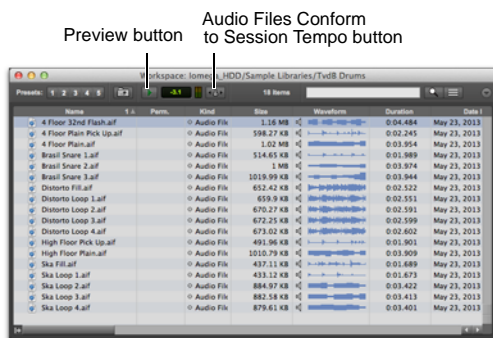 Preview button
Audio Files Conform
to Session Tempo button
Workspace: Iomega_HDD/Sample Libraries/TvdB Drums
Presets: 1 2 3 4 5 -3.1 18 Items
Name 1 Perm. Kind Size Waveform Duration Date
4 Floor 32nd Flash.aif Audio File 1.16 MB 0:04.484 May 23, 2013
4 Floor Plain Pick Up.aif Audio File 598.27 KB 0:02.245 May 23, 2013
4 Floor Plain.aif Audio File 1.02 MB 0:03.954 May 23, 2013
Brasil Snare 1.aif Audio File 514.65 KB 0:01.989 May 23, 2013
Brasil Snare 2.aif Audio File 1 MB 0:03.974 May 23, 2013
Brasil Snare 3.aif Audio File 1019.99 KB 0:03.944 May 23, 2013
Distorto Fill.aif Audio File 652.42 KB 0:02.522 May 23, 2013
Distorto Loop 1.aif Audio File 659.9 KB 0:02.551 May 23, 2013
Distorto Loop 2.aif Audio File 670.27 KB 0:02.591 May 23, 2013
Distorto Loop 3.aif Audio File 672.25 KB 0:02.599 May 23, 2013
Distorto Loop 4.aif Audio File 673.02 KB 0:02.602 May 23, 2013
High Floor Pick Up.aif Audio File 491.96 KB 0:01.901 May 23, 2013
High Floor Plain.aif Audio File 1010.79 KB 0:03.909 May 23, 2013
Ska Fill.aif Audio File 437.11 KB 0:01.689 May 23, 2013
Ska Loop 1.aif Audio File 433.12 KB 0:01.673 May 23, 2013
Ska Loop 2.aif Audio File 884.97 KB 0:03.422 May 23, 2013
Ska Loop 3.aif Audio File 882.58 KB 0:03.413 May 23, 2013
Ska Loop 4.aif Audio File 879.61 KB 0:03.401 May 23, 2013